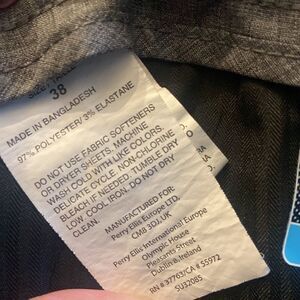 38
MADE IN BANGLADESH
97% POLYESTER/ 3% ELASTANE
DO NOT USE FABRIC SOFTENERS
OR DRYER SHEETS. MACHINE
WASH COLD WITH LIKE COLORS.
DELICATE CYCLE. NON-CHLORINE
BLEACH IF NEEDED. TUMBLE DRY
LOW. COOL IRON. DO NOT DRY
MANUFACTURED FOR:
Perry Ellis Europe LTD.
CM8 3DJ UK
Perry Ellis International Europe
Olympic House
Pleasants Street
Dublin 8, Ireland
RN # 37763/CA # 55972
SU3208S